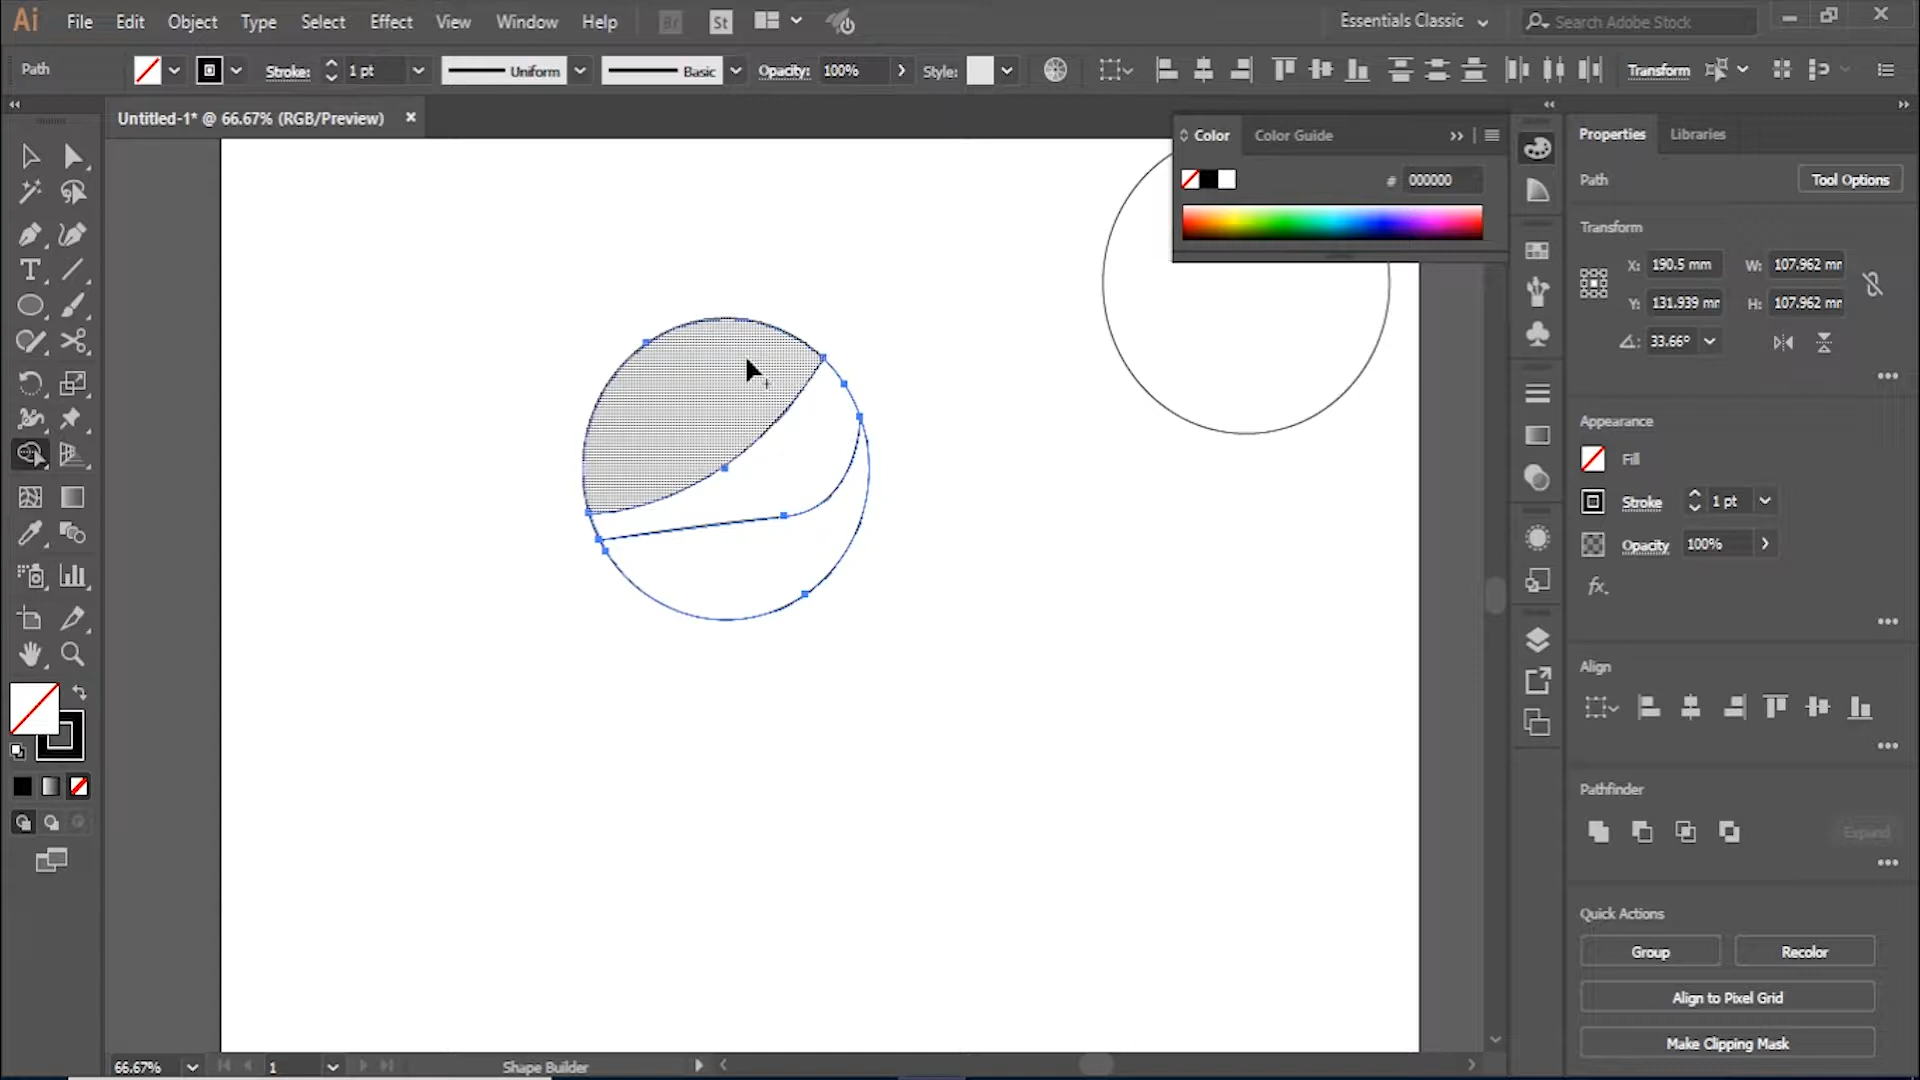 Ai File Edit Object Type Select Effect View Window Help Br St Essentials Classic Search Adobe Stock
Path Stroke: 1 pt Uniform Basic Opacity: 100% Style: Transform
Untitled-1* @ 66.67% (RGB/Preview)
Color Color Guide
# 000000
Properties Libraries
Path Tool Options
Transform
X: 190.5 mm W: 107.962 mr
Y: 131.939 mr H: 107.962 mr
33.66°
Appearance
Fill
Stroke 1 pt
Opacity 100%
fx.
Align
Pathfinder
Expand
Quick Actions
Group Recolor
Align to Pixel Grid
Make Clipping Mask
66.67% 1 Shape Builder